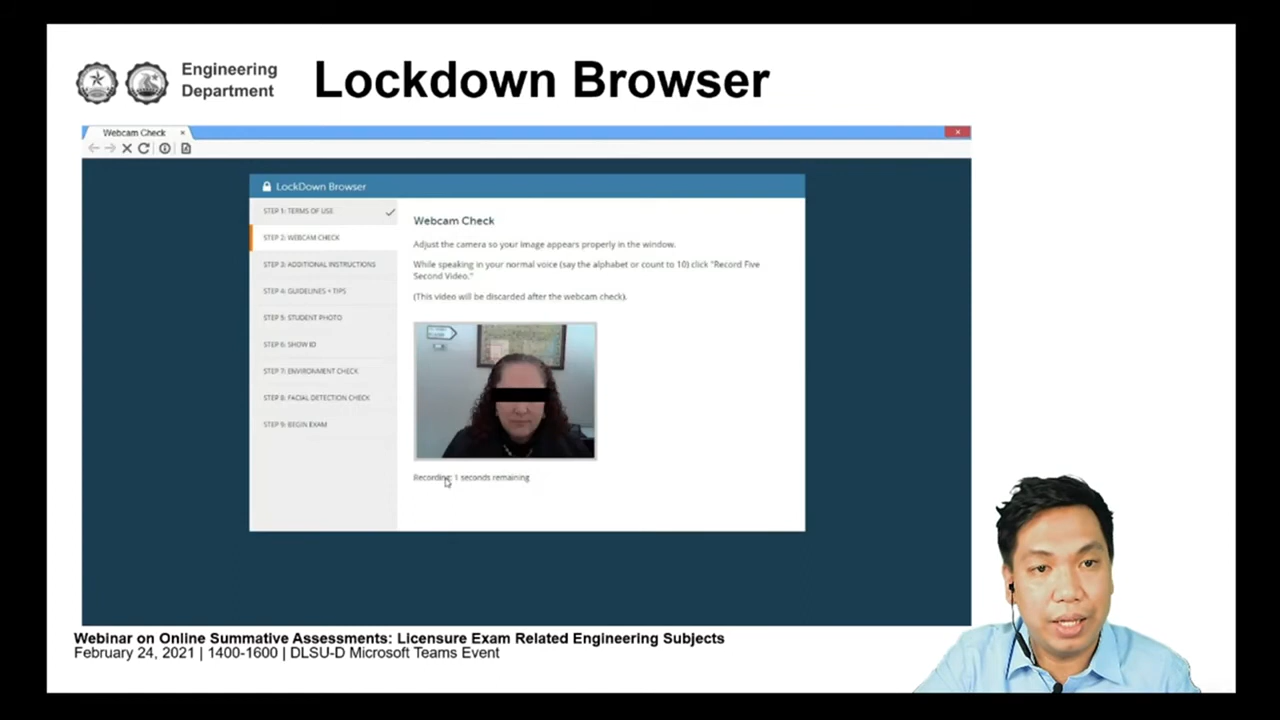 Engineering
Department
Lockdown Browser
Webcam Check
LockDown Browser
STEP 1: TERMS OF USE
STEP 2: WEBCAM CHECK
STEP 3: ADDITIONAL INSTRUCTIONS
STEP 4: GUIDELINES + TIPS
STEP 5: STUDENT PHOTO
STEP 6: SHOW ID
STEP 7: ENVIRONMENT CHECK
STEP 8: FACIAL DETECTION CHECK
STEP 9: BEGIN EXAM
Webcam Check
Adjust the camera so your image appears properly in the window.
While speaking in your normal voice (say the alphabet or count to 10) click "Record Five
Second Video."
(This video will be discarded after the webcam check).
Recording: 1 seconds remaining
Webinar on Online Summative Assessments: Licensure Exam Related Engineering Subjects
February 24, 2021 | 1400-1600 | DLSU-D Microsoft Teams Event